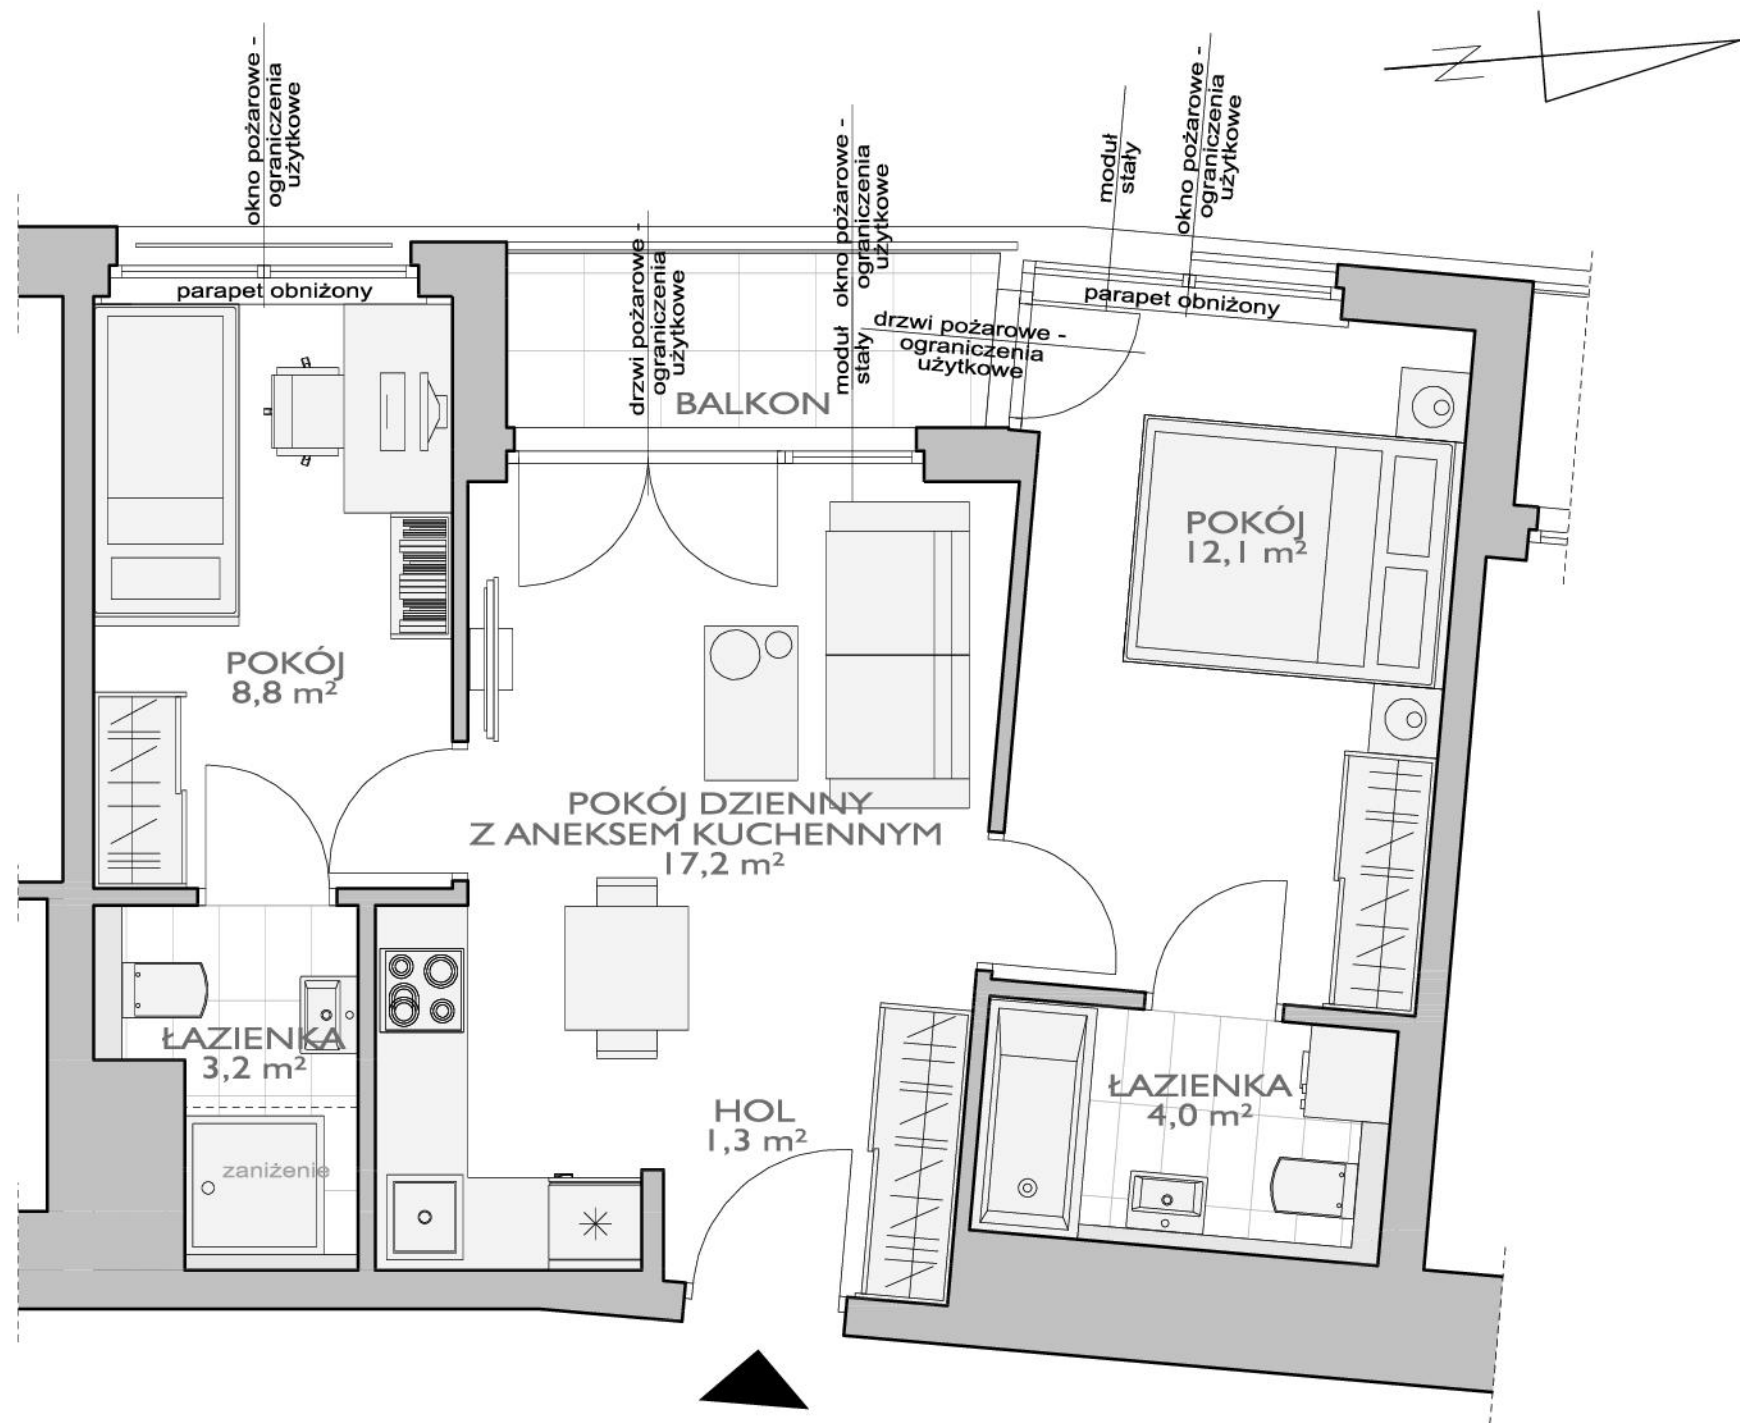 okno pożarowe -
ograniczenia
użytkowe
drzwi pożarowe -
ograniczenia
użytkowe
moduł
stały
okno pożarowe -
ograniczenia
użytkowe
moduł
stały
okno pożarowe -
ograniczenia
użytkowe
N
parapet obniżony
parapet obniżony
drzwi pożarowe -
ograniczenia
użytkowe
BALKON
POKÓJ
12,1 m²
POKÓJ
8,8 m²
POKÓJ DZIENNY
Z ANEKSEM KUCHENNYM
17,2 m²
ŁAZIENKA
3,2 m²
HOL
1,3 m²
ŁAZIENKA
4,0 m²
zaniżenie